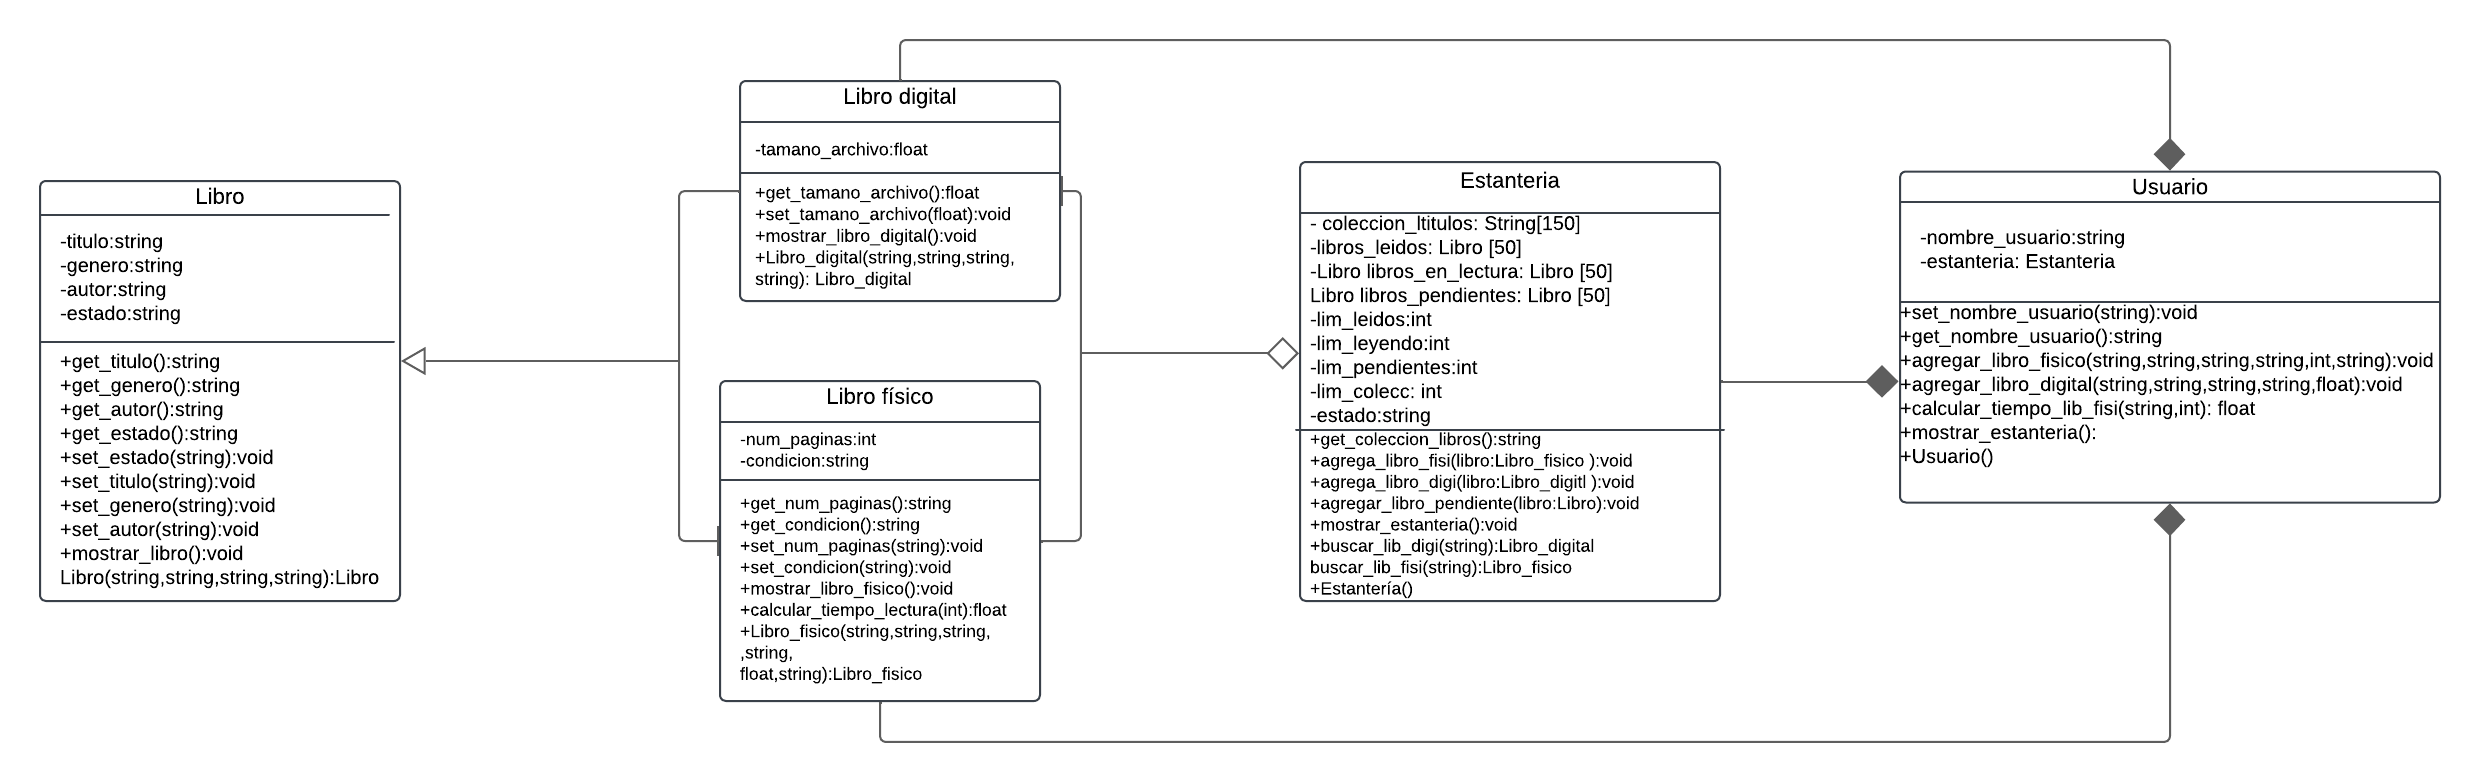 Libro
-titulo:string
-genero:string
-autor:string
-estado:string
+get_titulo():string
+get_genero():string
+get_autor():string
+get_estado():string
+set_estado(string):void
+set_titulo(string):void
+set_genero(string):void
+set_autor(string):void
+mostrar_libro():void
Libro(string,string,string,string):Libro
Libro digital
-tamano_archivo:float
+get_tamano_archivo():float
+set_tamano_archivo(float):void
+mostrar_libro_digital():void
+Libro_digital(string,string,string,
string): Libro_digital
Libro físico
-num_paginas:int
-condicion:string
+get_num_paginas():string
+get_condicion():string
+set_num_paginas(string):void
+set_condicion(string):void
+mostrar_libro_fisico():void
+calcular_tiempo_lectura(int):float
+Libro_fisico(string,string,string,
,string,
float,string):Libro_fisico
Estanteria
- coleccion_ltitulos: String[150]
-libros_leidos: Libro [50]
-Libro libros_en_lectura: Libro [50]
Libro libros_pendientes: Libro [50]
-lim_leidos:int
-lim_leyendo:int
-lim_pendientes:int
-lim_colecc: int
-estado:string
+get_coleccion_libros():string
+agrega_libro_fisi(libro:Libro_fisico ):void
+agrega_libro_digi(libro:Libro_digitl ):void
+agregar_libro_pendiente(libro:Libro):void
+mostrar_estanteria():void
+buscar_lib_digi(string):Libro_digital
buscar_lib_fisi(string):Libro_fisico
+Estantería()
Usuario
-nombre_usuario:string
-estanteria: Estanteria
+set_nombre_usuario(string):void
+get_nombre_usuario():string
+agregar_libro_fisico(string,string,string,string,int,string):void
+agregar_libro_digital(string,string,string,string,float):void
+calcular_tiempo_lib_fisi(string,int): float
+mostrar_estanteria():
+Usuario()